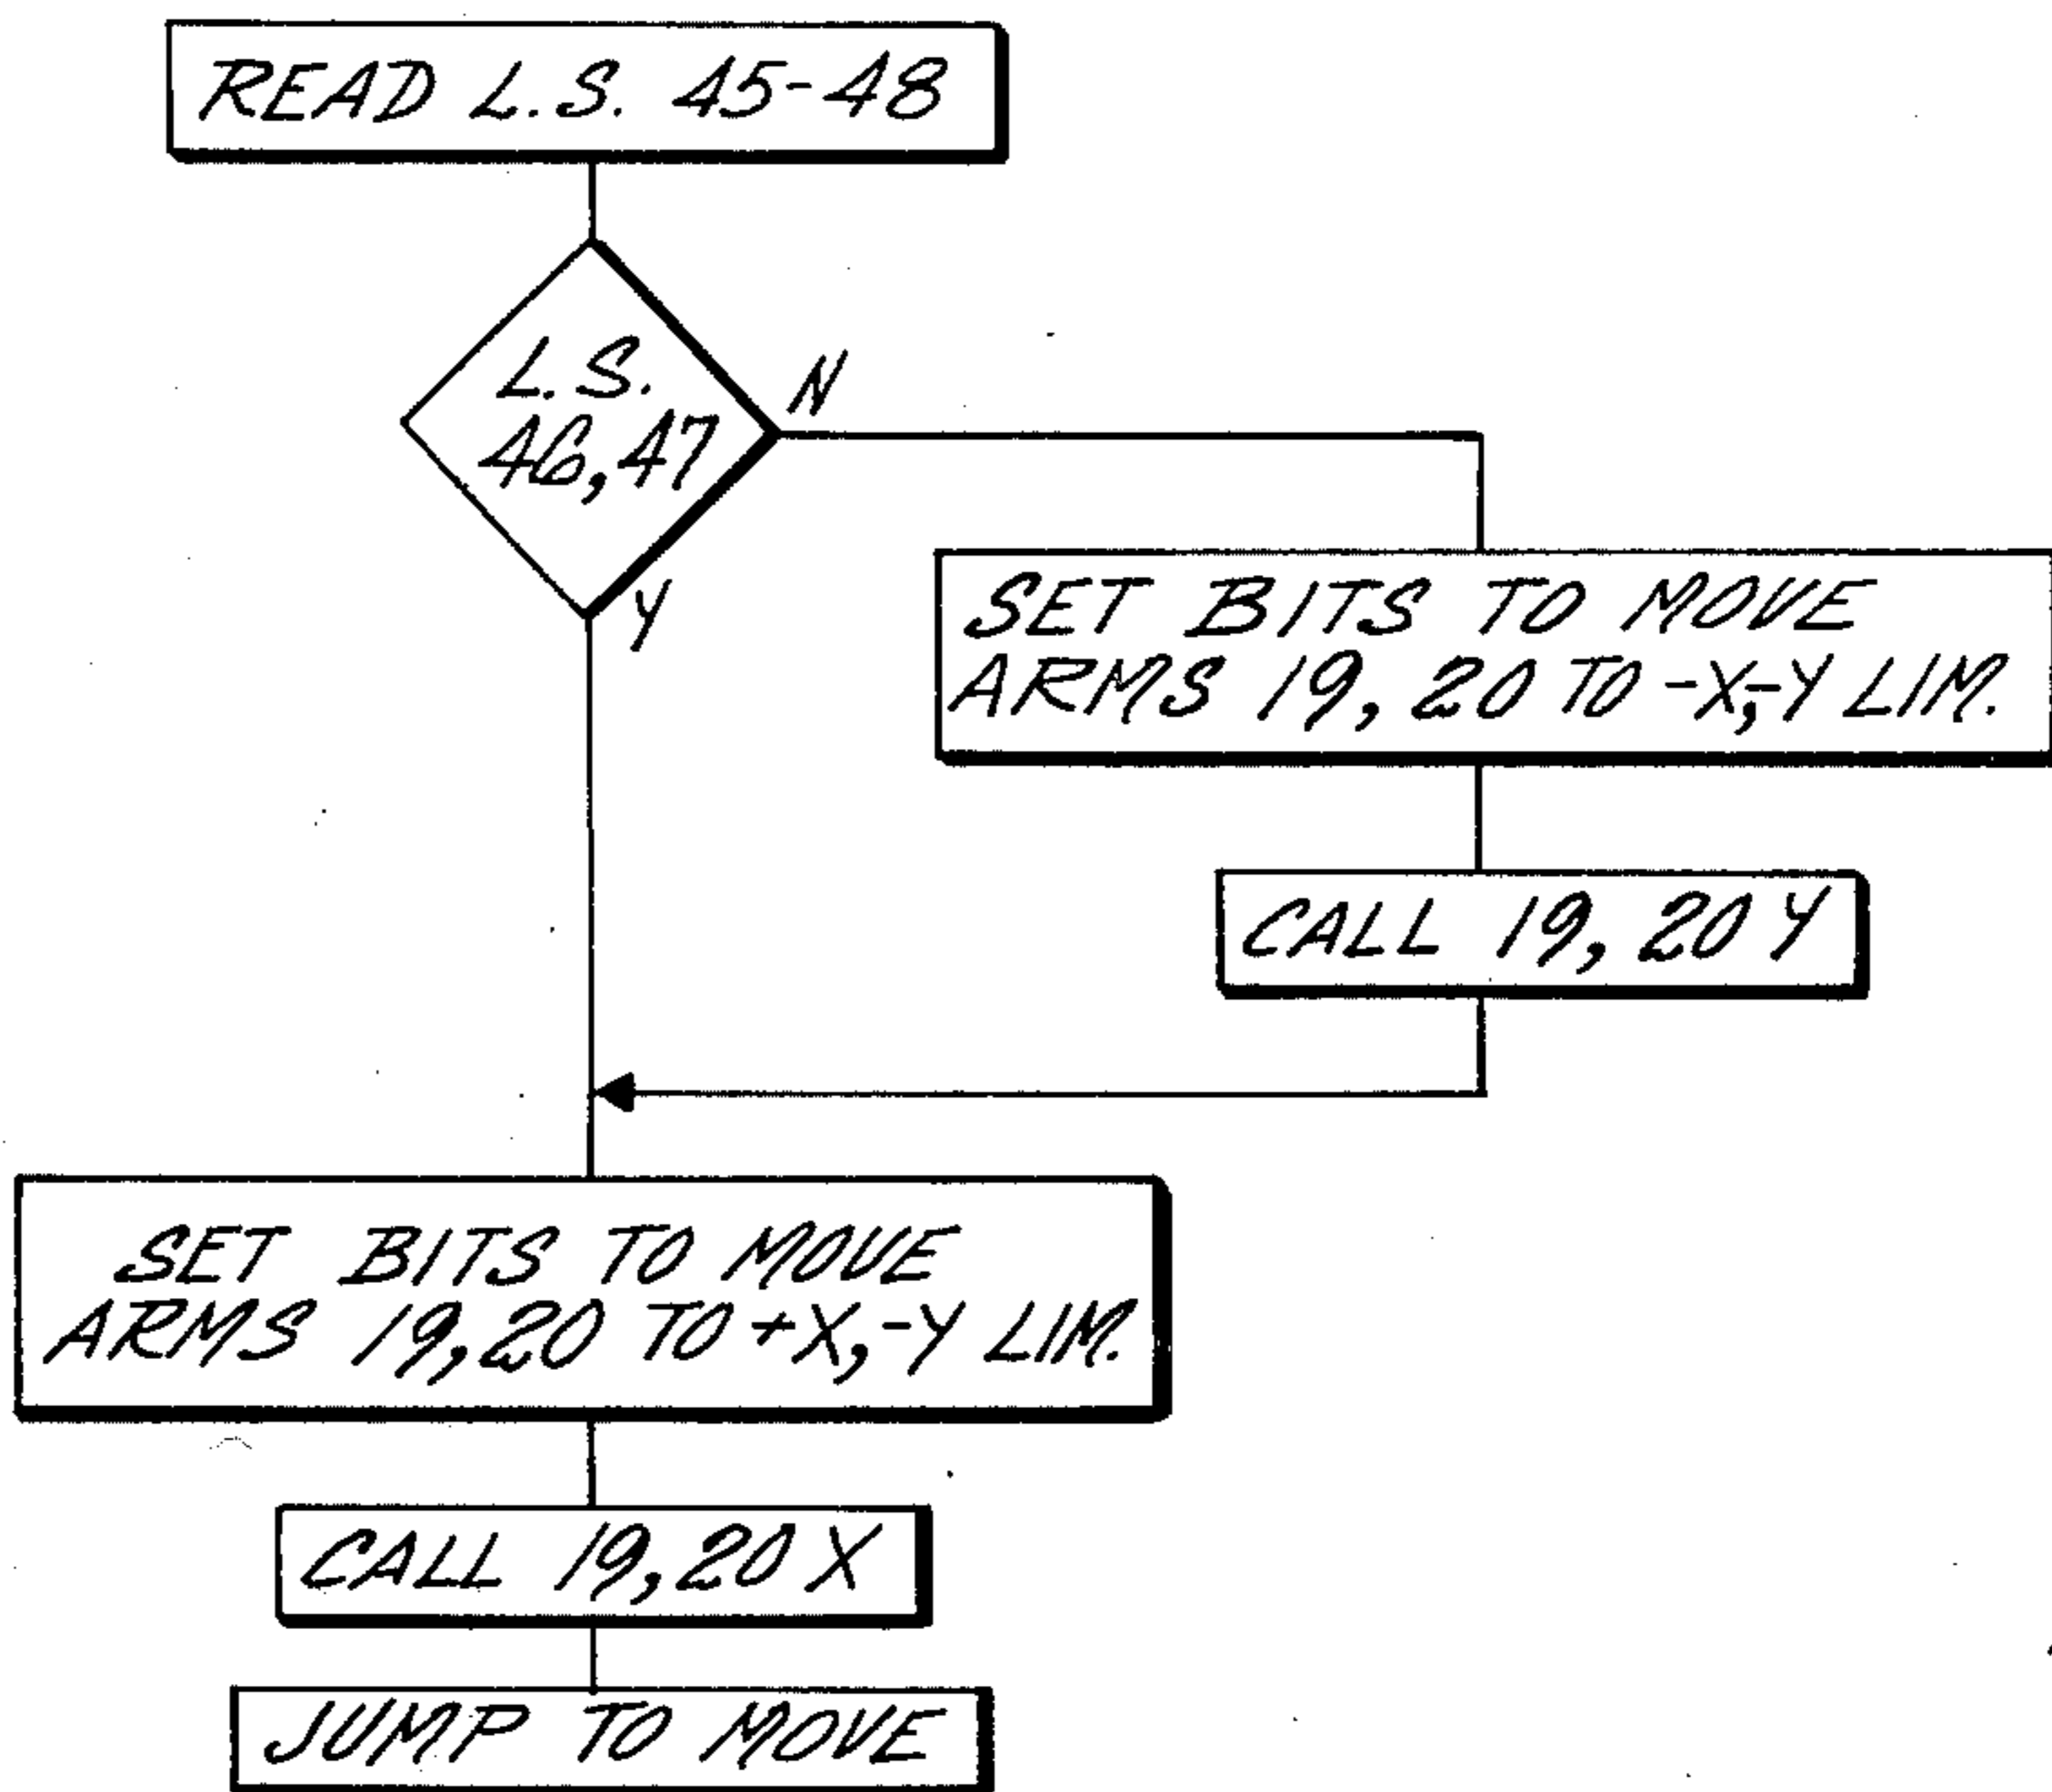 READ L.S. 45-48
L.S.
46,47
N
Y
SET BITS TO MOVE
ARMS 19, 20 TO -X,-Y LIM.
CALL 19, 20 Y
SET BITS TO MOVE
ARMS 19,20 TO +X,-Y LIM.
CALL 19,20 X
JUMP TO MOVE